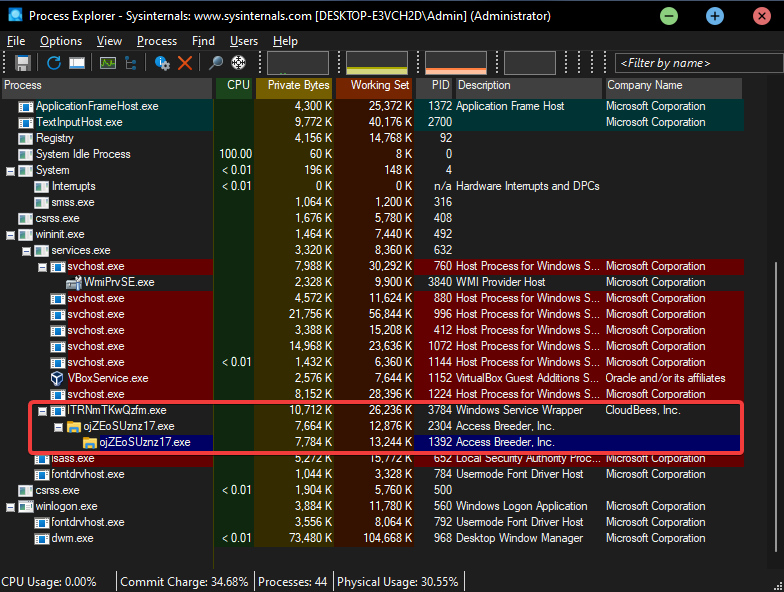 Process Explorer - Sysinternals: www.sysinternals.com [DESKTOP-E3VCH2D\Admin] (Administrator)
File Options View Process Find Users Help
<Filter by name>
Process CPU Private Bytes Working Set PID Description Company Name
ApplicationFrameHost.exe 4,300 K 25,372 K 1372 Application Frame Host Microsoft Corporation
TextInputHost.exe 9,772 K 40,176 K 2700 Microsoft Corporation
Registry 4,156 K 14,768 K 92
System Idle Process 100.00 60 K 8 K 0
System < 0.01 196 K 148 K 4
Interrupts < 0.01 0 K 0 K n/a Hardware Interrupts and DPCs
smss.exe 1,064 K 1,200 K 316
csrss.exe 1,676 K 5,780 K 408
wininit.exe 1,464 K 7,440 K 492
services.exe 3,320 K 8,360 K 632
svchost.exe 7,988 K 30,292 K 760 Host Process for Windows S... Microsoft Corporation
WmiPrvSE.exe 2,328 K 9,900 K 3840 WMI Provider Host Microsoft Corporation
svchost.exe 4,572 K 11,624 K 880 Host Process for Windows S... Microsoft Corporation
svchost.exe 21,756 K 56,844 K 996 Host Process for Windows S... Microsoft Corporation
svchost.exe 3,388 K 15,208 K 412 Host Process for Windows S... Microsoft Corporation
svchost.exe 14,968 K 23,636 K 1072 Host Process for Windows S... Microsoft Corporation
svchost.exe < 0.01 1,432 K 6,360 K 1144 Host Process for Windows S... Microsoft Corporation
VBoxService.exe 2,576 K 7,644 K 1152 VirtualBox Guest Additions S... Oracle and/or its affiliates
svchost.exe 8,152 K 28,396 K 1224 Host Process for Windows S... Microsoft Corporation
lTRNmTKwQzfm.exe 10,712 K 26,236 K 3784 Windows Service Wrapper CloudBees, Inc.
ojZEoSUznz17.exe 7,664 K 12,876 K 2304 Access Breeder, Inc.
ojZEoSUznz17.exe 7,784 K 13,244 K 1392 Access Breeder, Inc.
lsass.exe 5,272 K 15,772 K 652 Local Security Authority Proc... Microsoft Corporation
fontdrvhost.exe 1,044 K 3,328 K 784 Usermode Font Driver Host Microsoft Corporation
csrss.exe < 0.01 1,904 K 5,760 K 500
winlogon.exe 3,884 K 11,780 K 560 Windows Logon Application Microsoft Corporation
fontdrvhost.exe 3,556 K 8,064 K 792 Usermode Font Driver Host Microsoft Corporation
dwm.exe < 0.01 73,480 K 104,668 K 968 Desktop Window Manager Microsoft Corporation
CPU Usage: 0.00% Commit Charge: 34.68% Processes: 44 Physical Usage: 30.55%